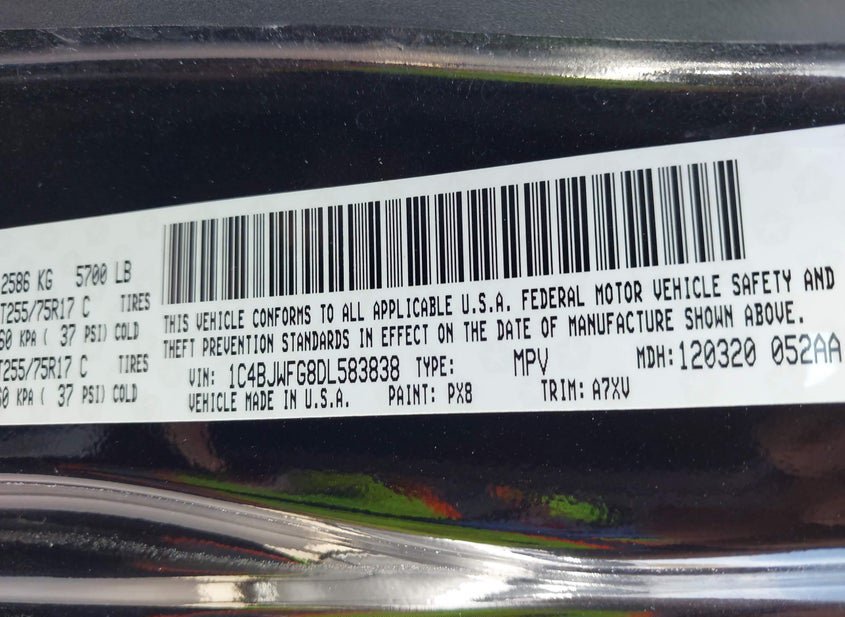 2586 KG 5700 LB
T255/75R17 C TIRES
60 KPA ( 37 PSI) COLD
T255/75R17 C TIRES
60 KPA ( 37 PSI) COLD
THIS VEHICLE CONFORMS TO ALL APPLICABLE U.S.A. FEDERAL MOTOR VEHICLE SAFETY AND
THEFT PREVENTION STANDARDS IN EFFECT ON THE DATE OF MANUFACTURE SHOWN ABOVE.
VIN: 1C4BJWFG8DL583838 TYPE: MPV MDH: 120320 052AA
VEHICLE MADE IN U.S.A. PAINT: PX8 TRIM: A7XV